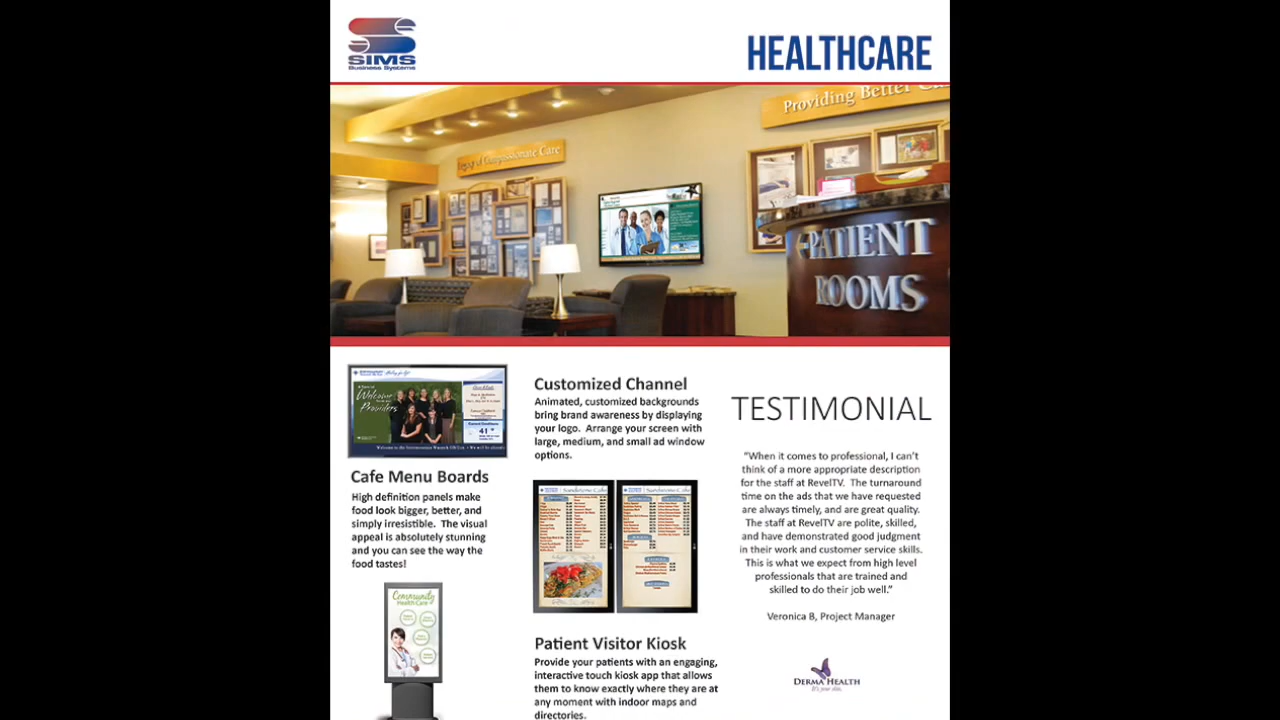 SIMS
Business Systems
HEALTHCARE
Providing Better
Legacy of Compassionate Care
PATIENT
ROOMS
Welcome
Providers
41
Customized Channel
Animated, customized backgrounds
bring brand awareness by displaying
your logo. Arrange your screen with
large, medium, and small ad window
options.
Cafe Menu Boards
High definition panels make
food look bigger, better, and
simply irresistible. The visual
appeal is absolutely stunning
and you can see the way the
food tastes!
Sundance Cafe
Sundance Cafe
Community
HealthCare
Patient Visitor Kiosk
Provide your patients with an engaging,
interactive touch kiosk app that allows
them to know exactly where they are at
any moment with indoor maps and
directories.
TESTIMONIAL
“When it comes to professional, I can’t
think of a more appropriate description
for the staff at RevelTV. The turnaround
time on the ads that we have requested
are always timely, and are great quality.
The staff at RevelTV are polite, skilled,
and have demonstrated good judgment
in their work and customer service skills.
This is what we expect from high level
professionals that are trained and
skilled to do their job well.”
Veronica B, Project Manager
DERMA HEALTH
It's your skin.